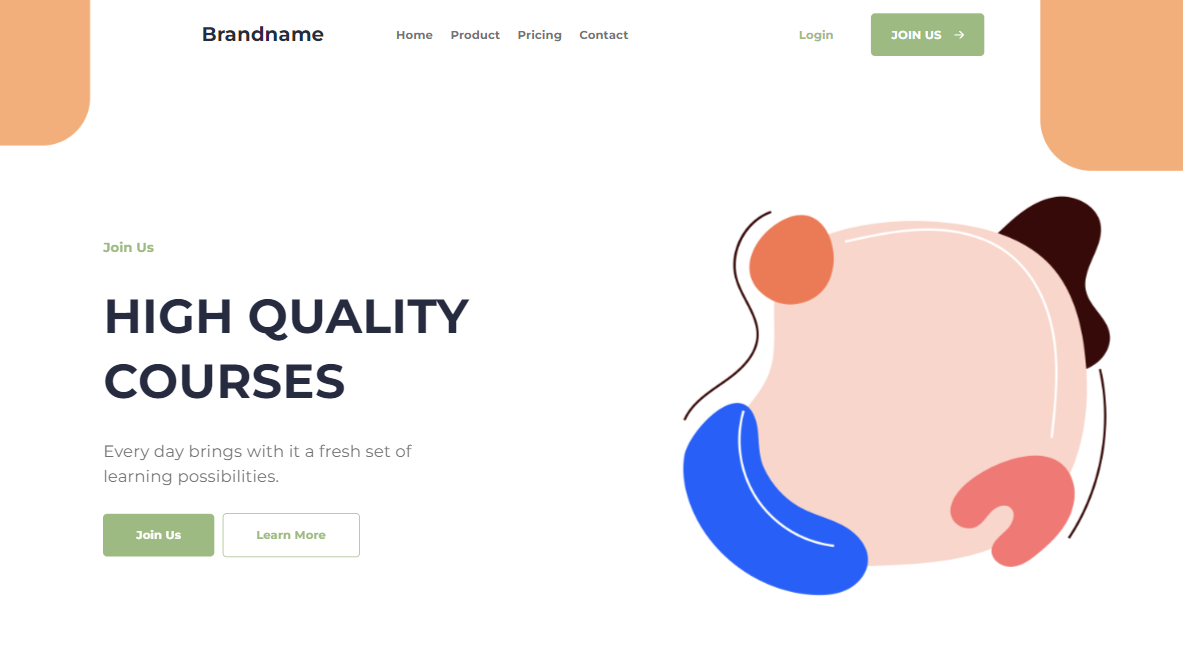 Brandname
Home Product Pricing Contact
Login
JOIN US →
Join Us
HIGH QUALITY
COURSES
Every day brings with it a fresh set of
learning possibilities.
Join Us
Learn More